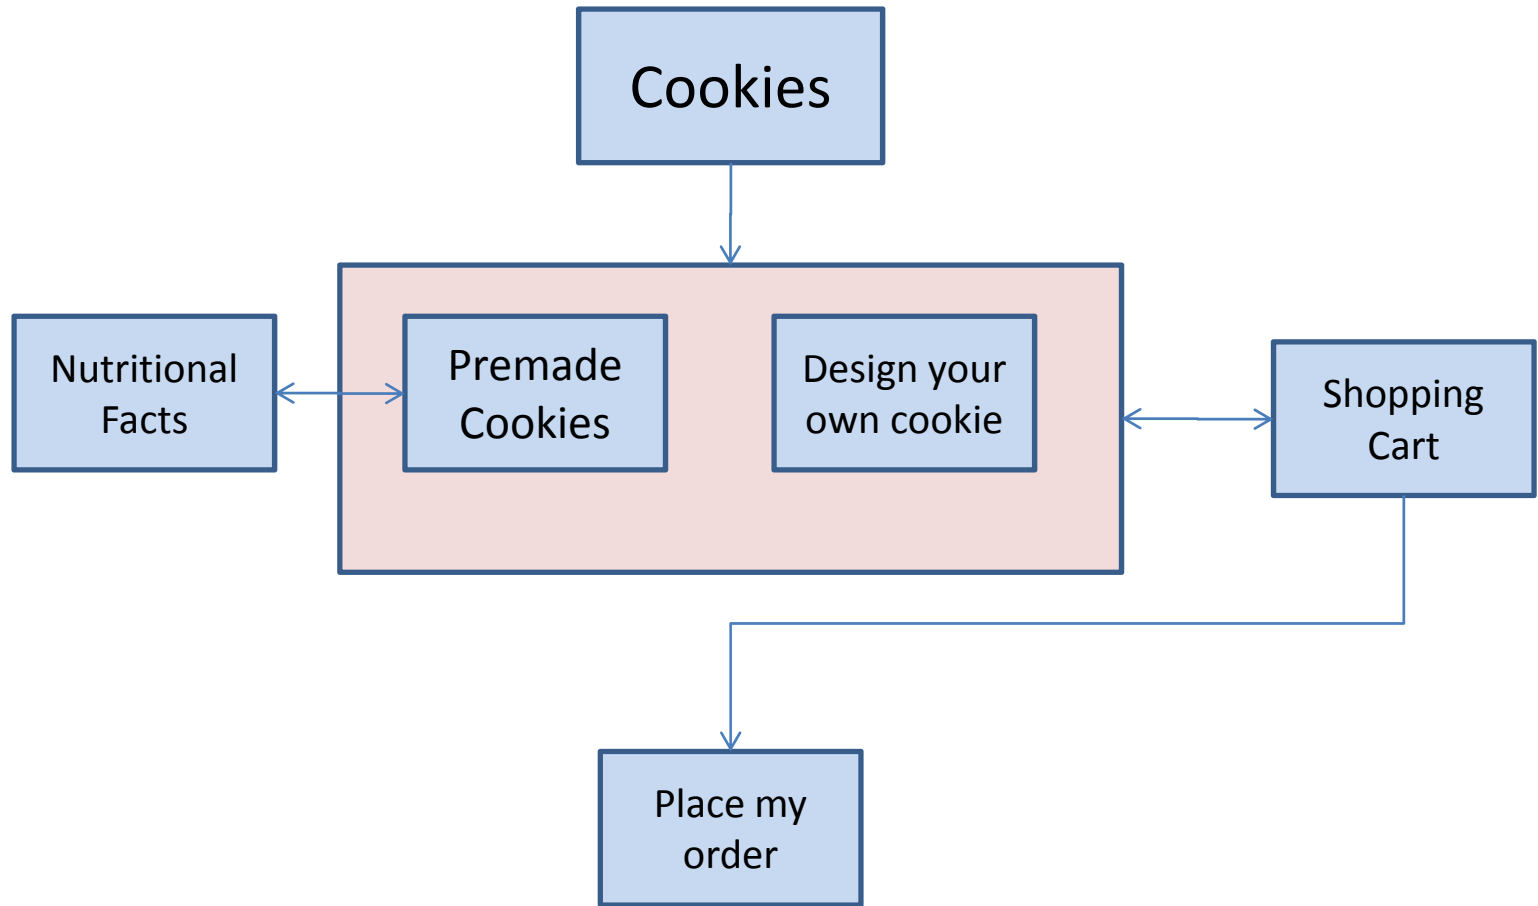 Cookies
Nutritional
Facts
Premade
Cookies
Design your
own cookie
Shopping
Cart
Place my
order